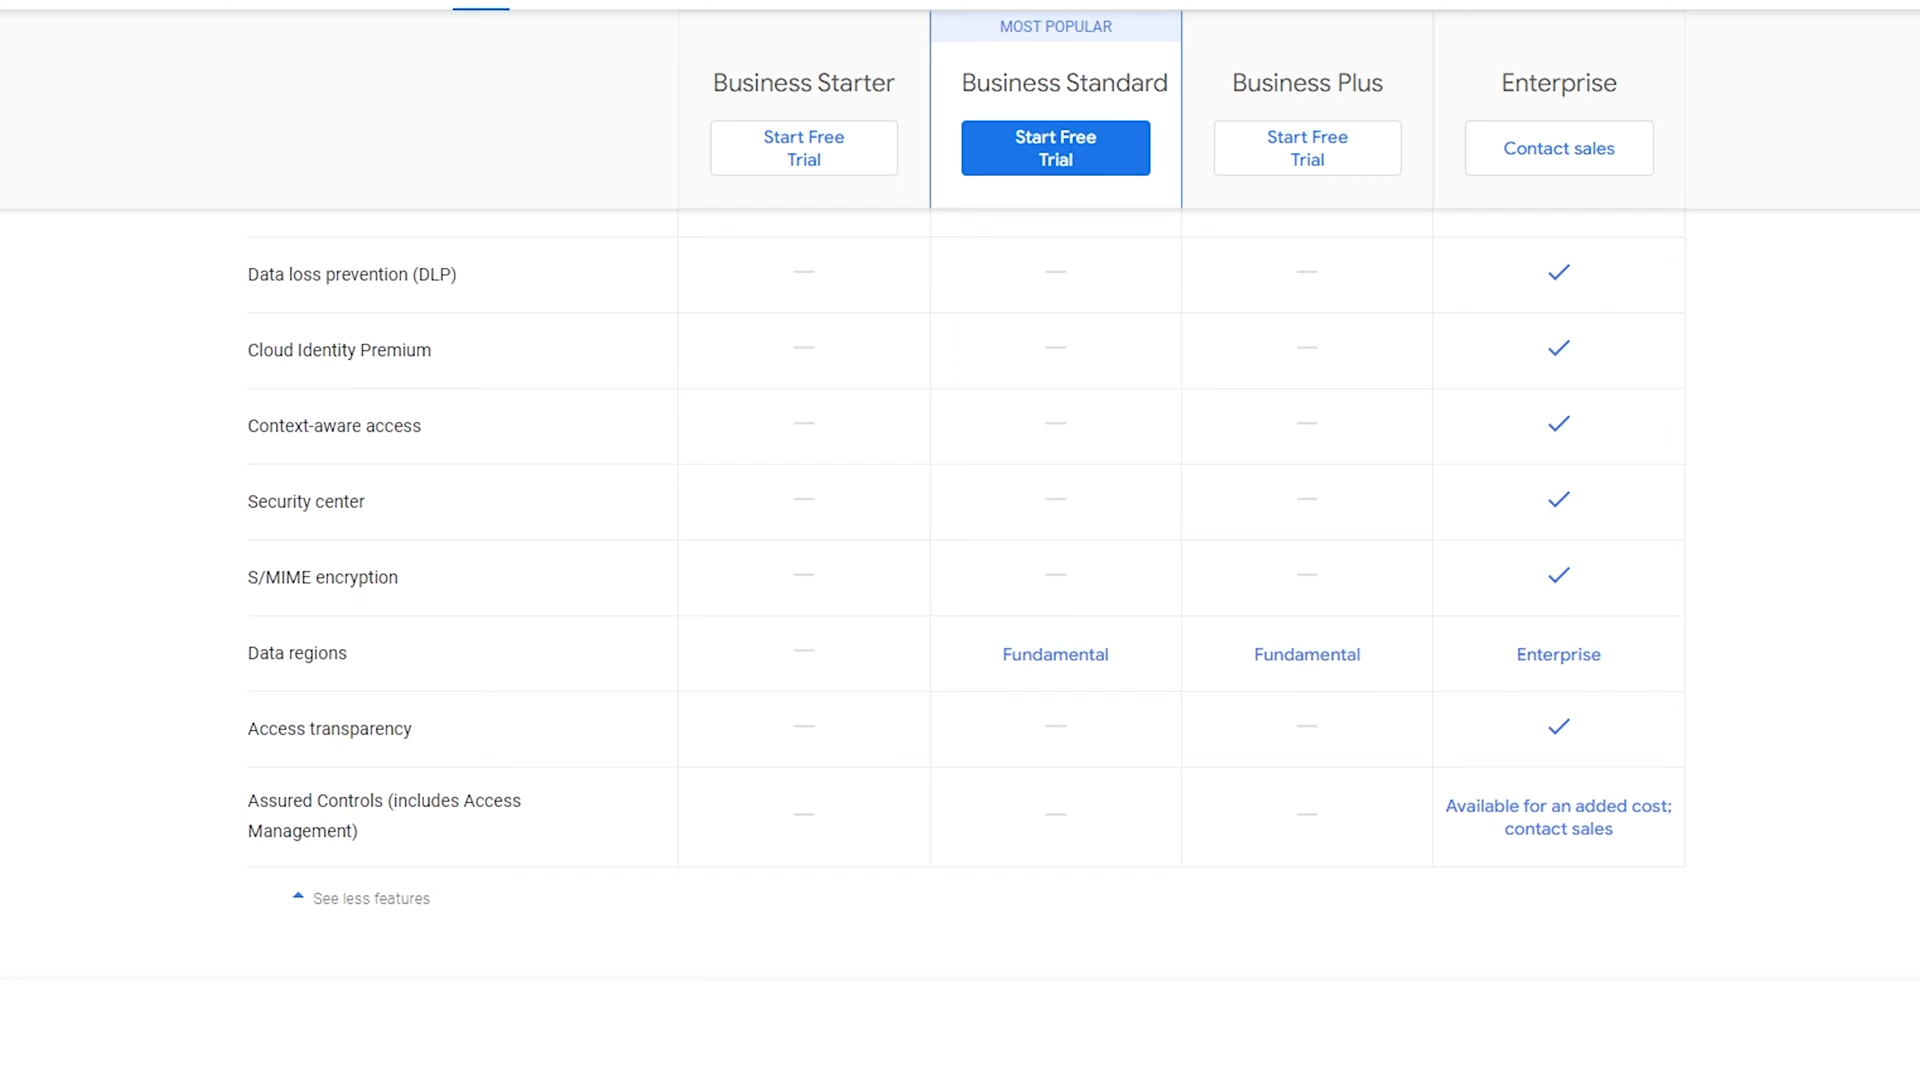 MOST POPULAR
Business Starter
Business Standard
Business Plus
Enterprise
Start Free
Trial
Start Free
Trial
Start Free
Trial
Contact sales
Data loss prevention (DLP)
Cloud Identity Premium
Context-aware access
Security center
S/MIME encryption
Data regions
Fundamental
Fundamental
Enterprise
Access transparency
Assured Controls (includes Access
Management)
Available for an added cost;
contact sales
See less features